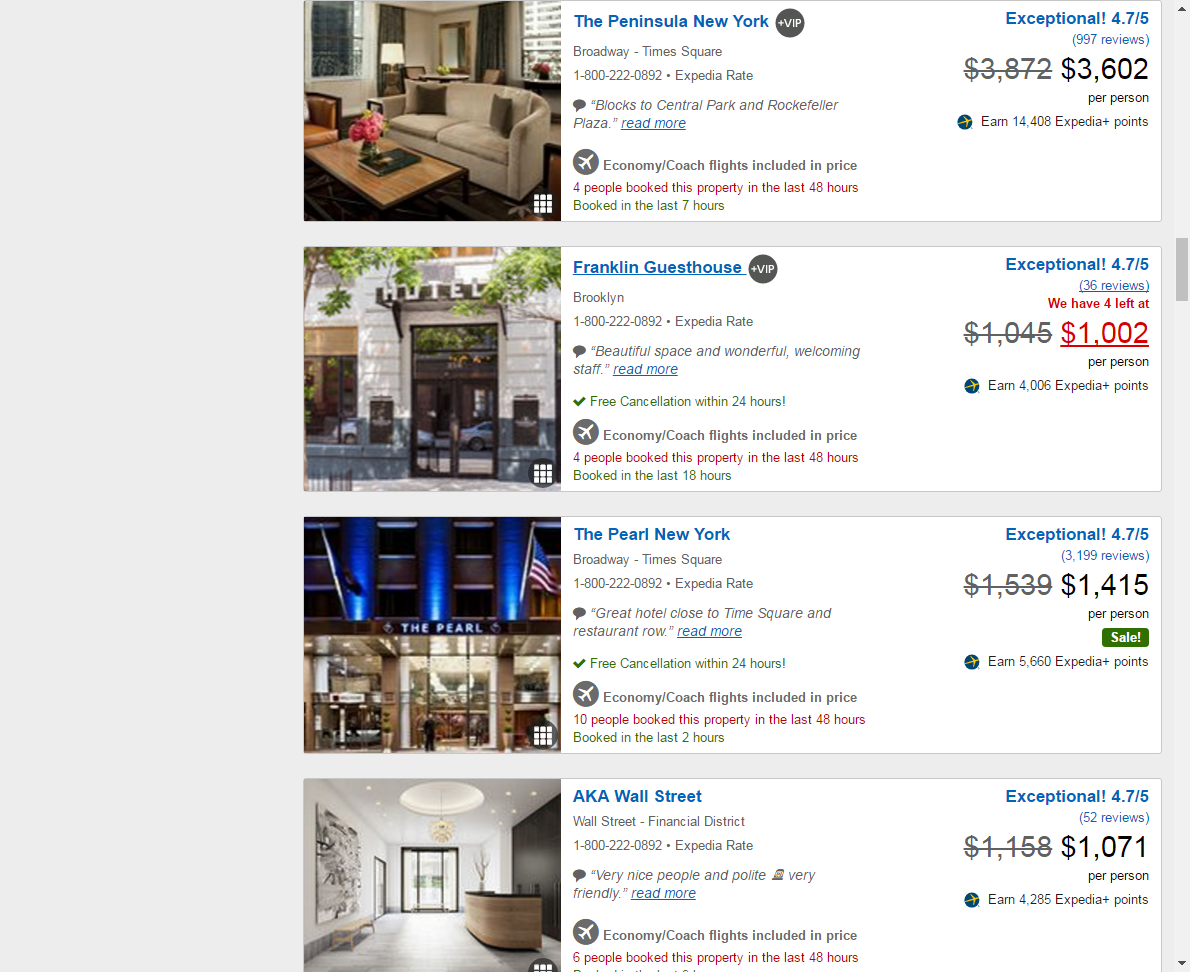 The Peninsula New York +VIP
Exceptional! 4.7/5
(997 reviews)
Broadway - Times Square
$3,872 $3,602
1-800-222-0892 • Expedia Rate
per person
“Blocks to Central Park and Rockefeller
Plaza.” read more
Earn 14,408 Expedia+ points
Economy/Coach flights included in price
4 people booked this property in the last 48 hours
Booked in the last 7 hours
HOTEL
Franklin Guesthouse +VIP
Exceptional! 4.7/5
(36 reviews)
Brooklyn
We have 4 left at
1-800-222-0892 • Expedia Rate
$1,045 $1,002
“Beautiful space and wonderful, welcoming
staff.” read more
per person
Earn 4,006 Expedia+ points
Free Cancellation within 24 hours!
Economy/Coach flights included in price
4 people booked this property in the last 48 hours
Booked in the last 18 hours
THE PEARL
The Pearl New York
Exceptional! 4.7/5
(3,199 reviews)
Broadway - Times Square
1-800-222-0892 • Expedia Rate
$1,539 $1,415
“Great hotel close to Time Square and
restaurant row.” read more
per person
Sale!
Earn 5,660 Expedia+ points
Free Cancellation within 24 hours!
Economy/Coach flights included in price
10 people booked this property in the last 48 hours
Booked in the last 2 hours
AKA Wall Street
Exceptional! 4.7/5
(52 reviews)
Wall Street - Financial District
1-800-222-0892 • Expedia Rate
$1,158 $1,071
“Very nice people and polite very
friendly.” read more
per person
Earn 4,285 Expedia+ points
Economy/Coach flights included in price
6 people booked this property in the last 48 hours